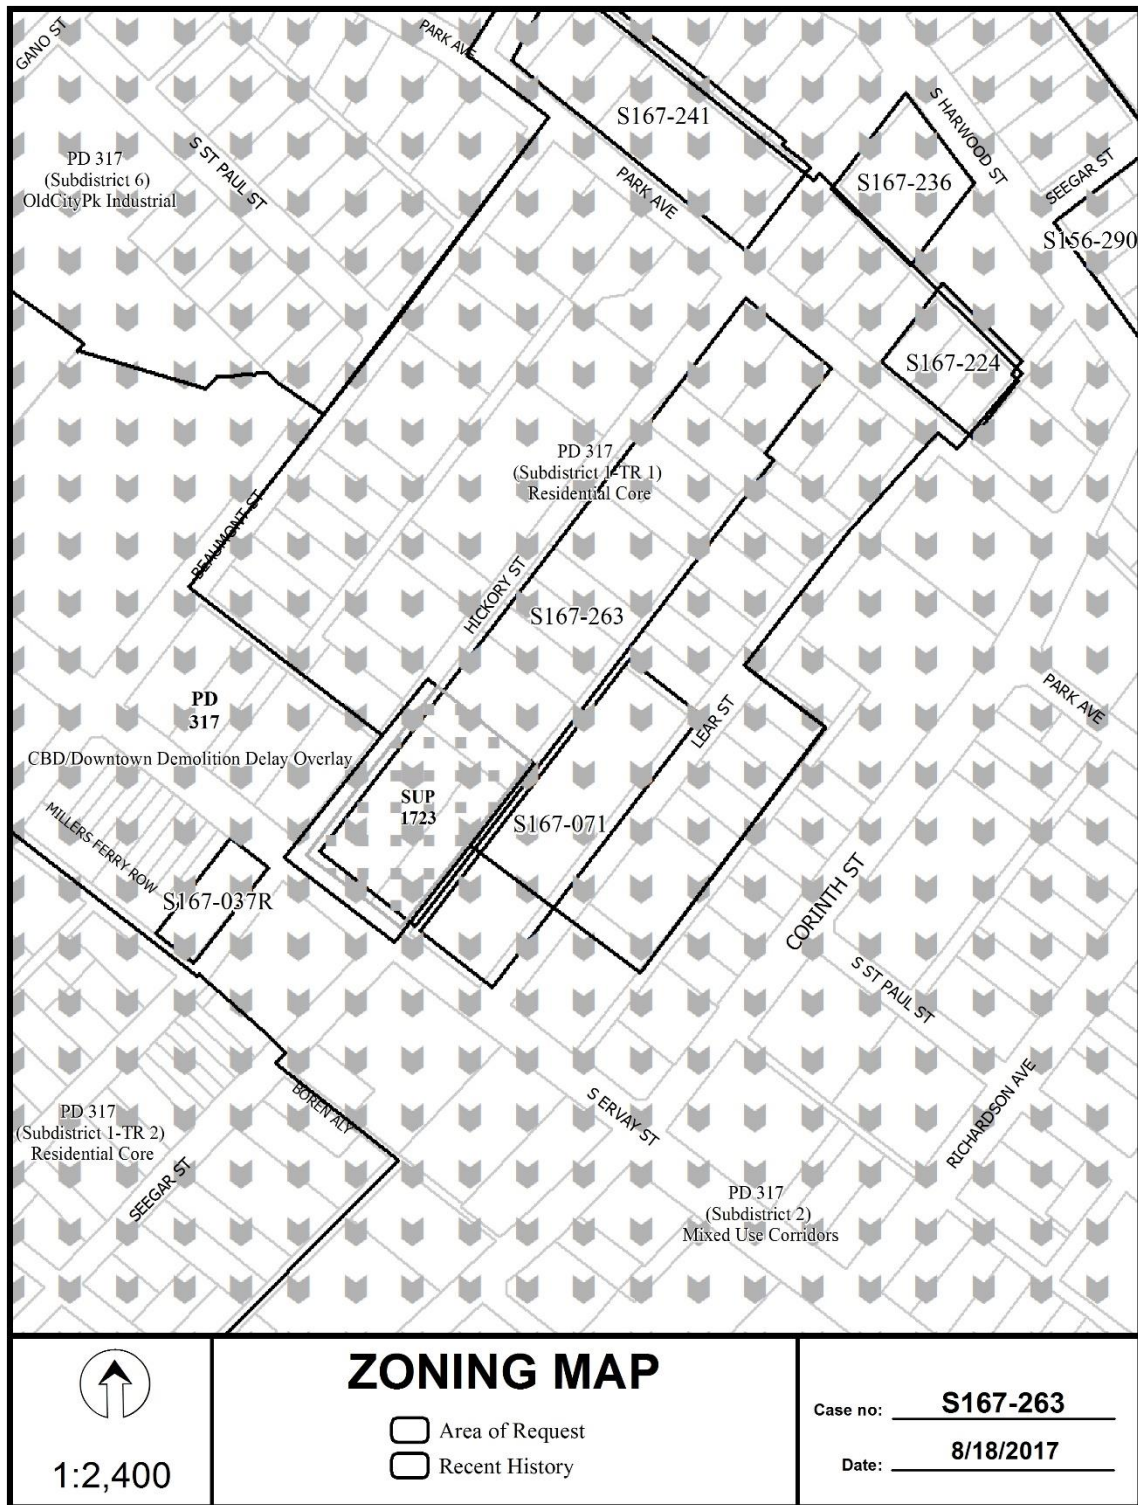 GANO ST
PARK AVE
S167-241
S HARWOOD ST
PD 317
(Subdistrict 6)
OldCityPk Industrial
S ST PAUL ST
PARK AVE
S167-236
SEEGAR ST
S156-290
S167-224
PD 317
(Subdistrict 1-TR 1)
Residential Core
BEAUMONT ST
HICKORY ST
S167-263
PD
317
CBD/Downtown Demolition Delay Overlay
LEAR ST
PARK AVE
SUP
1723
S167-071
MILLERS FERRY ROW
S167-037R
CORINTH ST
S ST PAUL ST
BOREN ALY
S ERVAY ST
RICHARDSON AVE
PD 317
(Subdistrict 1-TR 2)
Residential Core
SEEGAR ST
PD 317
(Subdistrict 2)
Mixed Use Corridors
1:2,400
ZONING MAP
Area of Request
Recent History
Case no: S167-263
Date: 8/18/2017